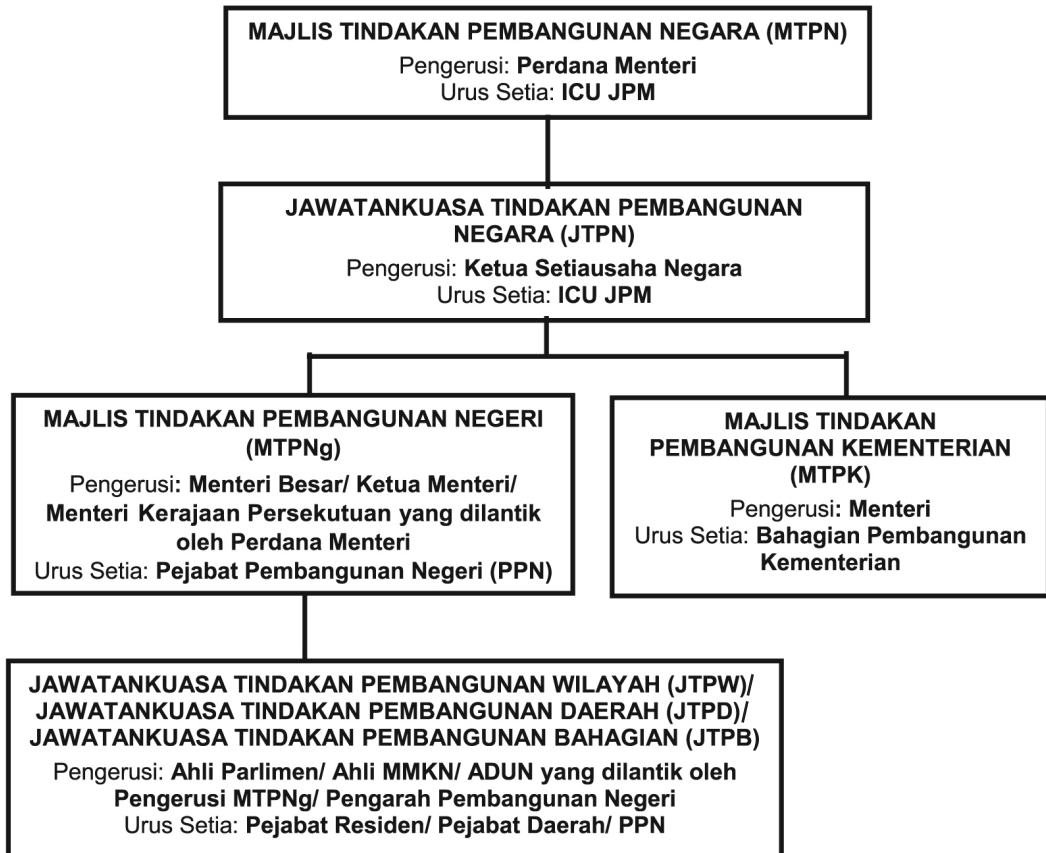 MAJLIS TINDAKAN PEMBANGUNAN NEGARA (MTPN)
Pengerusi: Perdana Menteri
Urus Setia: ICU JPM
JAWATANKUASA TINDAKAN PEMBANGUNAN
NEGARA (JTPN)
Pengerusi: Ketua Setiausaha Negara
Urus Setia: ICU JPM
MAJLIS TINDAKAN PEMBANGUNAN NEGERI
(MTPNg)
Pengerusi: Menteri Besar/ Ketua Menteri/
Menteri Kerajaan Persekutuan yang dilantik
oleh Perdana Menteri
Urus Setia: Pejabat Pembangunan Negeri (PPN)
MAJLIS TINDAKAN
PEMBANGUNAN KEMENTERIAN
(MTPK)
Pengerusi: Menteri
Urus Setia: Bahagian Pembangunan
Kementerian
JAWATANKUASA TINDAKAN PEMBANGUNAN WILAYAH (JTPW)/
JAWATANKUASA TINDAKAN PEMBANGUNAN DAERAH (JTPD)/
JAWATANKUASA TINDAKAN PEMBANGUNAN BAHAGIAN (JTPB)
Pengerusi: Ahli Parlimen/ Ahli MMKN/ ADUN yang dilantik oleh
Pengerusi MTPNg/ Pengarah Pembangunan Negeri
Urus Setia: Pejabat Residen/ Pejabat Daerah/ PPN